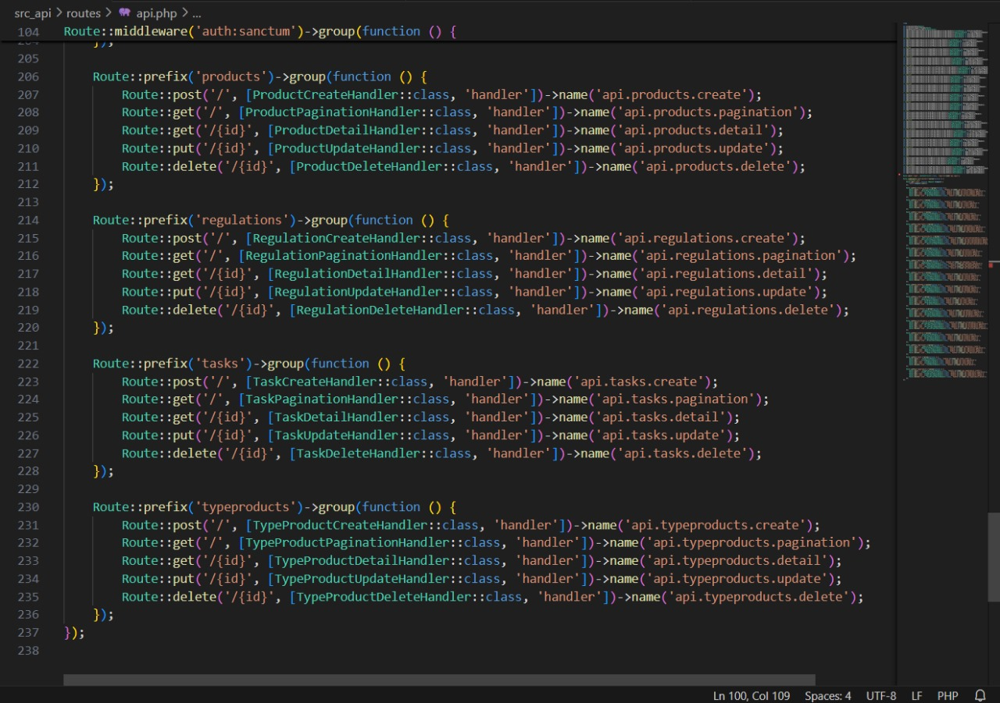 src_api > routes > api.php > ...
104 Route::middleware('auth:sanctum')->group(function () {
204 });
205
206 Route::prefix('products')->group(function () {
207 Route::post('/', [ProductCreateHandler::class, 'handler'])->name('api.products.create');
208 Route::get('/', [ProductPaginationHandler::class, 'handler'])->name('api.products.pagination');
209 Route::get('/{id}', [ProductDetailHandler::class, 'handler'])->name('api.products.detail');
210 Route::put('/{id}', [ProductUpdateHandler::class, 'handler'])->name('api.products.update');
211 Route::delete('/{id}', [ProductDeleteHandler::class, 'handler'])->name('api.products.delete');
212 });
213
214 Route::prefix('regulations')->group(function () {
215 Route::post('/', [RegulationCreateHandler::class, 'handler'])->name('api.regulations.create');
216 Route::get('/', [RegulationPaginationHandler::class, 'handler'])->name('api.regulations.pagination');
217 Route::get('/{id}', [RegulationDetailHandler::class, 'handler'])->name('api.regulations.detail');
218 Route::put('/{id}', [RegulationUpdateHandler::class, 'handler'])->name('api.regulations.update');
219 Route::delete('/{id}', [RegulationDeleteHandler::class, 'handler'])->name('api.regulations.delete');
220 });
221
222 Route::prefix('tasks')->group(function () {
223 Route::post('/', [TaskCreateHandler::class, 'handler'])->name('api.tasks.create');
224 Route::get('/', [TaskPaginationHandler::class, 'handler'])->name('api.tasks.pagination');
225 Route::get('/{id}', [TaskDetailHandler::class, 'handler'])->name('api.tasks.detail');
226 Route::put('/{id}', [TaskUpdateHandler::class, 'handler'])->name('api.tasks.update');
227 Route::delete('/{id}', [TaskDeleteHandler::class, 'handler'])->name('api.tasks.delete');
228 });
229
230 Route::prefix('typeproducts')->group(function () {
231 Route::post('/', [TypeProductCreateHandler::class, 'handler'])->name('api.typeproducts.create');
232 Route::get('/', [TypeProductPaginationHandler::class, 'handler'])->name('api.typeproducts.pagination');
233 Route::get('/{id}', [TypeProductDetailHandler::class, 'handler'])->name('api.typeproducts.detail');
234 Route::put('/{id}', [TypeProductUpdateHandler::class, 'handler'])->name('api.typeproducts.update');
235 Route::delete('/{id}', [TypeProductDeleteHandler::class, 'handler'])->name('api.typeproducts.delete');
236 });
237 });
238
Ln 100, Col 109 Spaces: 4 UTF-8 LF PHP